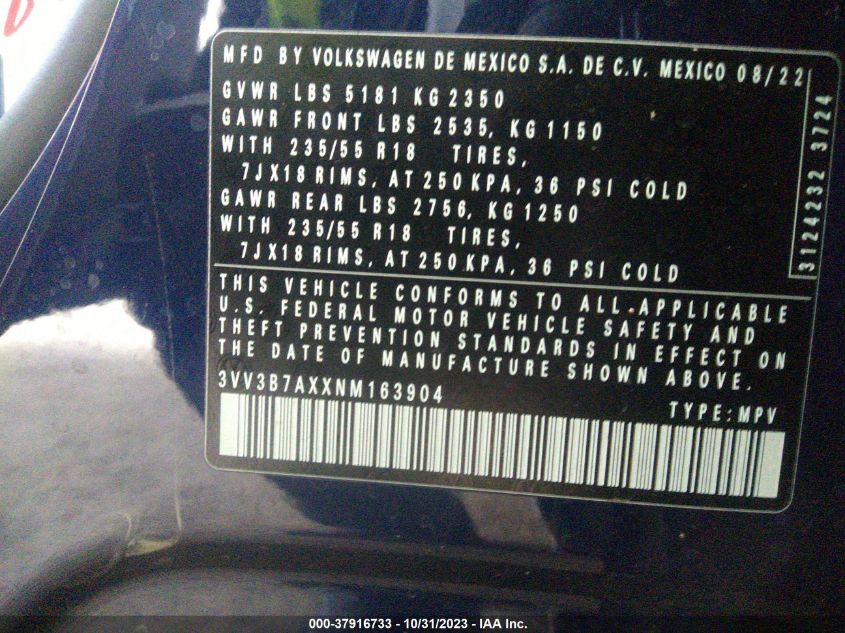 MFD BY VOLKSWAGEN DE MEXICO S.A. DE C.V. MEXICO 08/22
GVWR LBS 5181 KG 2350
GAWR FRONT LBS 2535, KG 1150
WITH 235/55 R18 TIRES,
7JX18 RIMS, AT 250 KPA, 36 PSI COLD
GAWR REAR LBS 2756, KG 1250
WITH 235/55 R18 TIRES,
7JX18 RIMS, AT 250 KPA, 36 PSI COLD
3124232 3724
THIS VEHICLE CONFORMS TO ALL APPLICABLE
U.S. FEDERAL MOTOR VEHICLE SAFETY AND
THEFT PREVENTION STANDARDS IN EFFECT ON
THE DATE OF MANUFACTURE SHOWN ABOVE.
3VV3B7AXXNM163904
TYPE: MPV
000-37916733 - 10/31/2023 - IAA Inc.